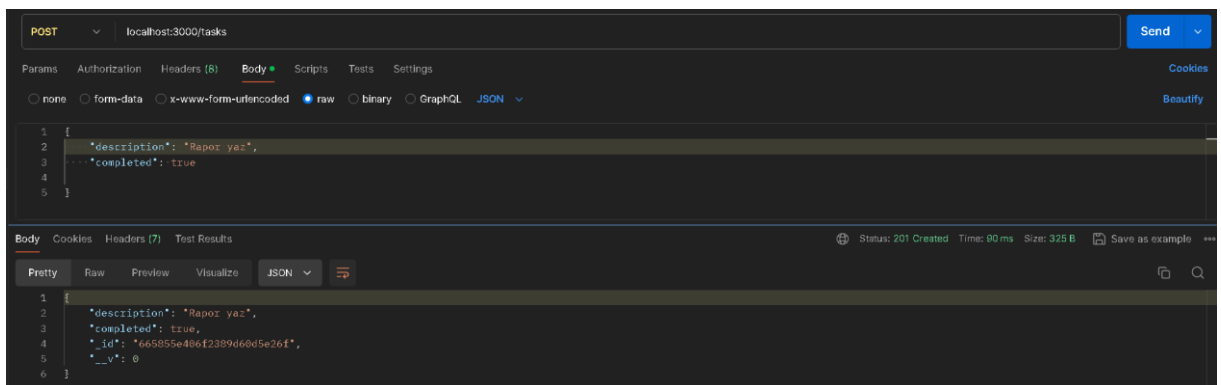 POST localhost:3000/tasks Send
Params Authorization Headers (8) Body Scripts Tests Settings Cookies
none form-data x-www-form-urlencoded raw binary GraphQL JSON Beautify
1 {
2 "description": "Rapor yaz",
3 "completed": true
4
5 }
Body Cookies Headers (7) Test Results Status: 201 Created Time: 90 ms Size: 325 B Save as example
Pretty Raw Preview Visualize JSON
1 {
2 "description": "Rapor yaz",
3 "completed": true,
4 "_id": "665855e406f2389d60d5e26f",
5 "__v": 0
6 }